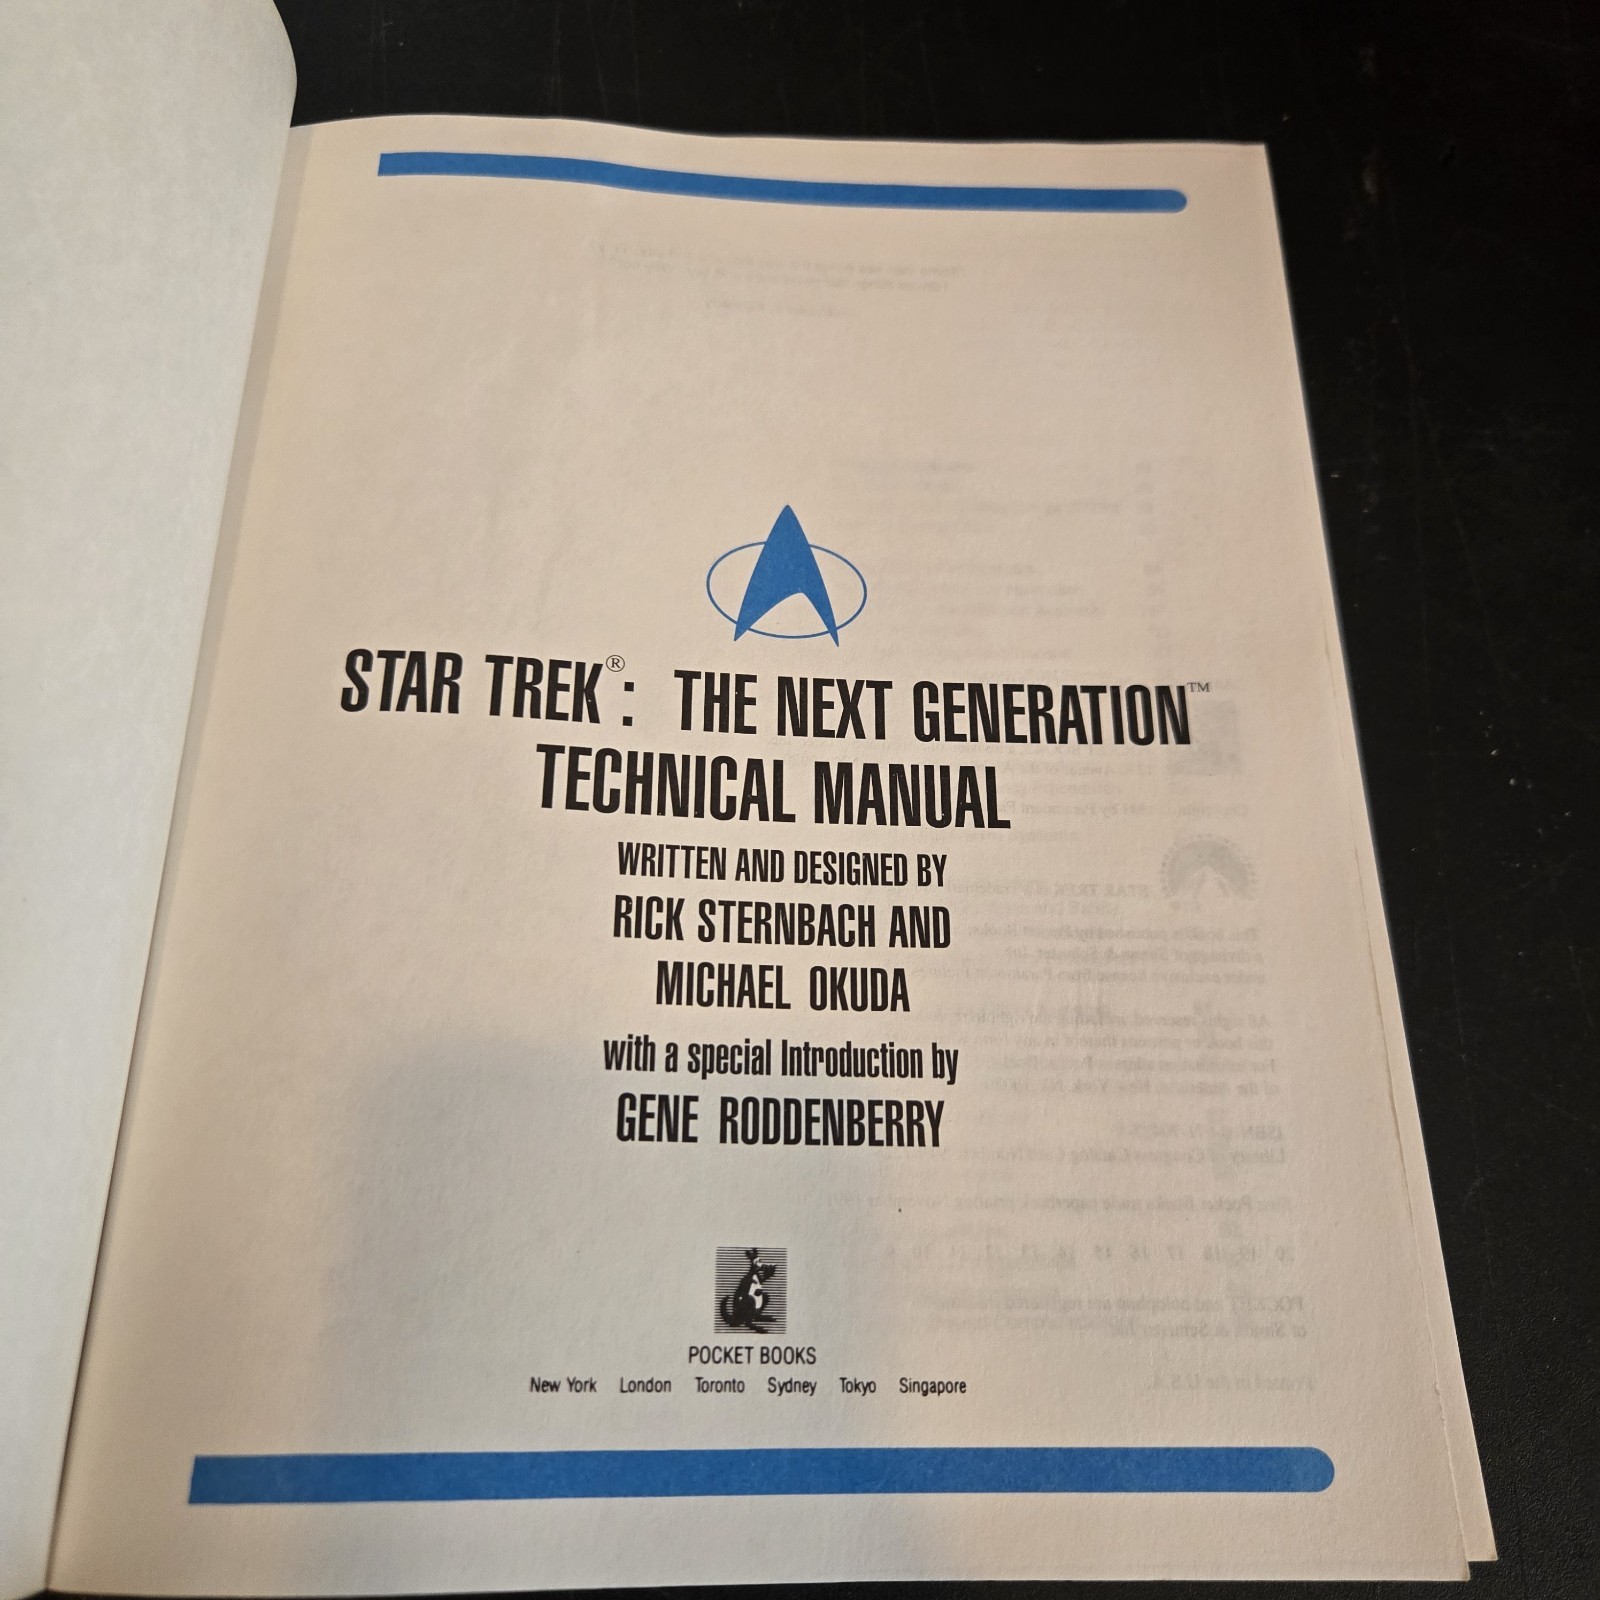 STAR TREK®: THE NEXT GENERATION™
TECHNICAL MANUAL
WRITTEN AND DESIGNED BY
RICK STERNBACH AND
MICHAEL OKUDA
with a special Introduction by
GENE RODDENBERRY
POCKET BOOKS
New York London Toronto Sydney Tokyo Singapore